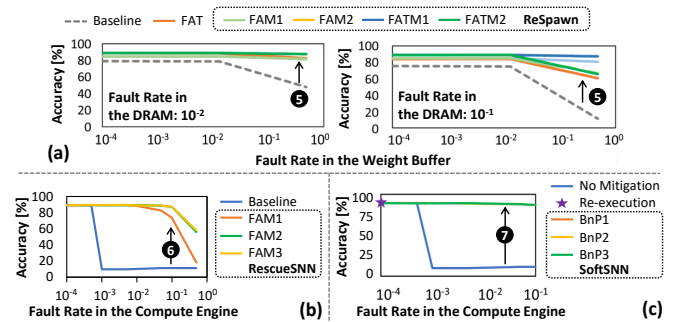 Baseline FAT FAM1 FAM2 FATM1 FATM2 ReSpawn
Accuracy [%]
100
80
60
40
20
0
Fault Rate in
the DRAM: 10⁻²
5
10⁻⁴ 10⁻³ 10⁻² 10⁻¹ 10⁰
Accuracy [%]
100
80
60
40
20
0
Fault Rate in
the DRAM: 10⁻¹
5
10⁻⁴ 10⁻³ 10⁻² 10⁻¹ 10⁰
(a)
Fault Rate in the Weight Buffer
Accuracy [%]
100
80
60
40
20
0
6
10⁻⁴ 10⁻³ 10⁻² 10⁻¹ 10⁰
Fault Rate in the Compute Engine
Baseline
FAM1
FAM2
FAM3
RescueSNN
(b)
Accuracy [%]
100
75
50
25
0
7
10⁻⁴ 10⁻³ 10⁻² 10⁻¹
Fault Rate in the Compute Engine
No Mitigation
Re-execution
BnP1
BnP2
BnP3
SoftSNN
(c)